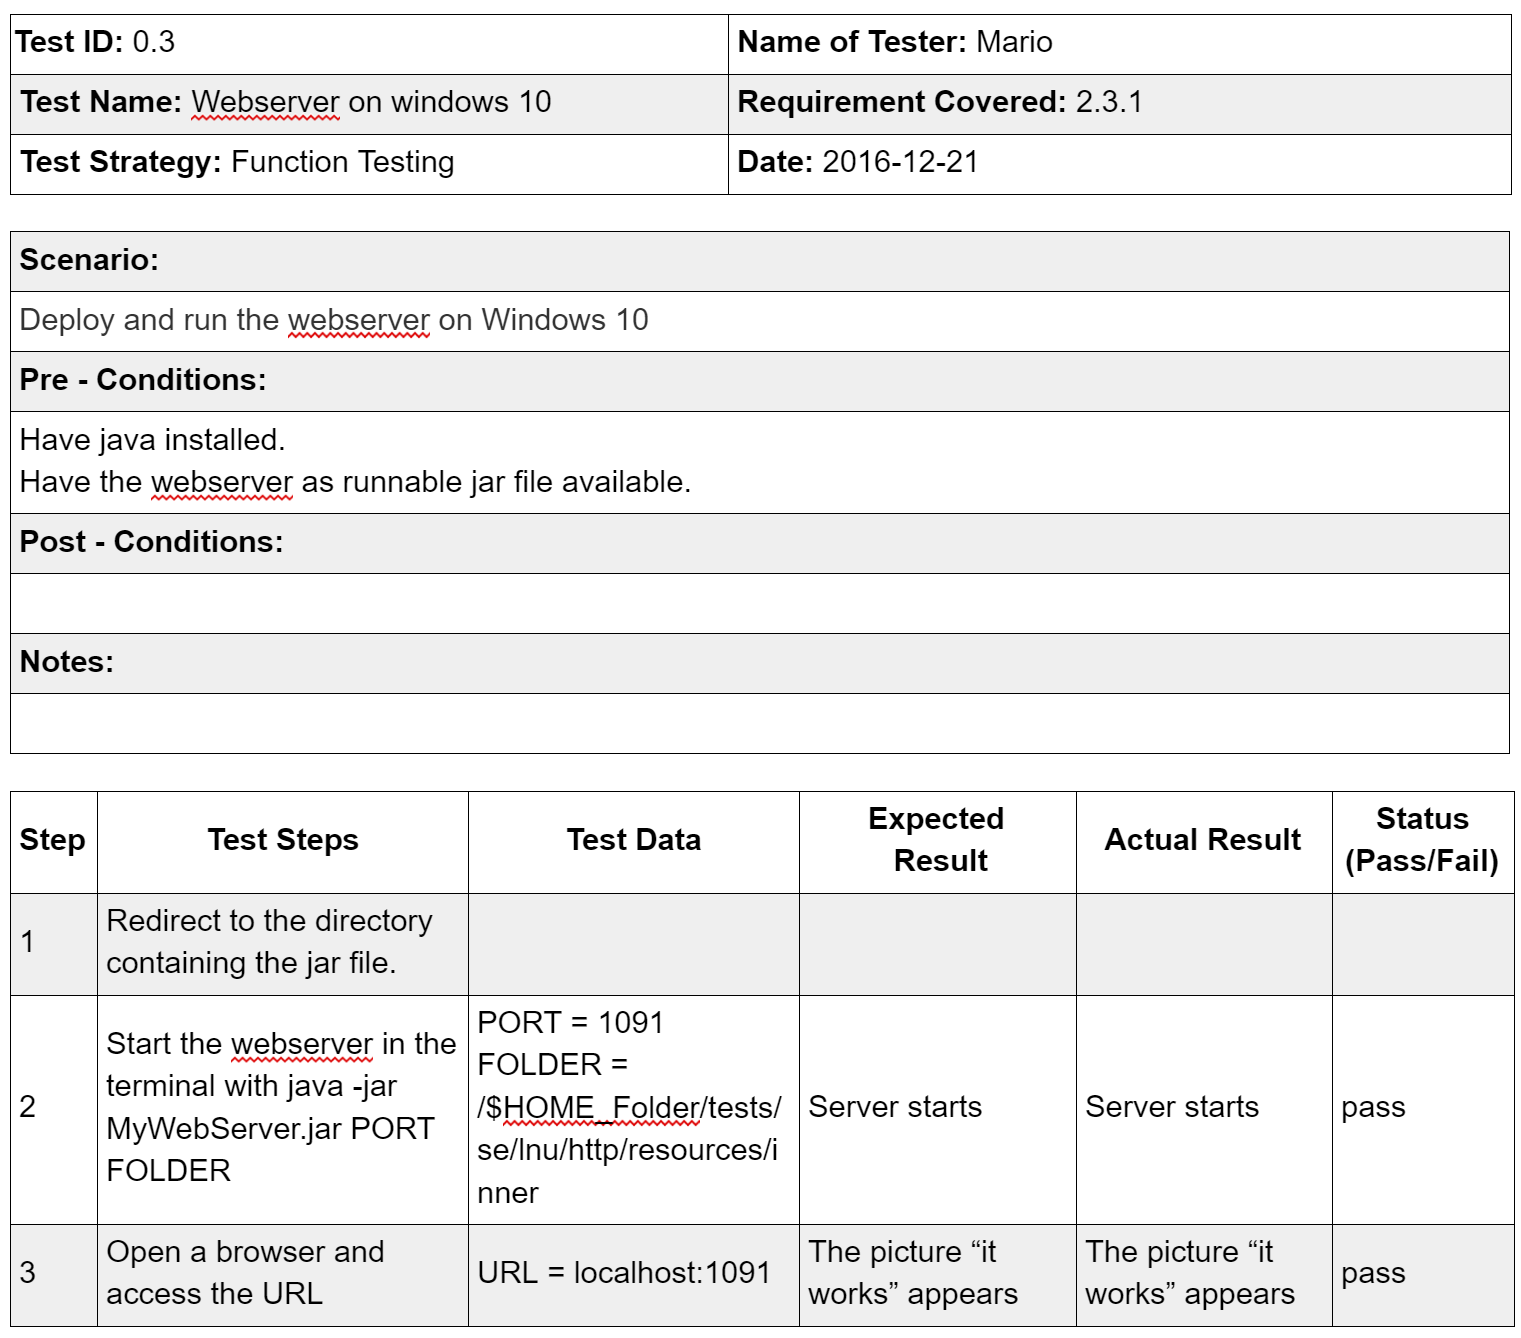 Test ID: 0.3
Name of Tester: Mario
Test Name: Webserver on windows 10
Requirement Covered: 2.3.1
Test Strategy: Function Testing
Date: 2016-12-21
Scenario:
Deploy and run the webserver on Windows 10
Pre - Conditions:
Have java installed.
Have the webserver as runnable jar file available.
Post - Conditions:
Notes:
Step
Test Steps
Test Data
Expected
Result
Actual Result
Status
(Pass/Fail)
1
Redirect to the directory
containing the jar file.
2
Start the webserver in the
terminal with java -jar
MyWebServer.jar PORT
FOLDER
PORT = 1091
FOLDER =
/$HOME_Folder/tests/
se/lnu/http/resources/i
nner
Server starts
Server starts
pass
3
Open a browser and
access the URL
URL = localhost:1091
The picture “it
works” appears
The picture “it
works” appears
pass